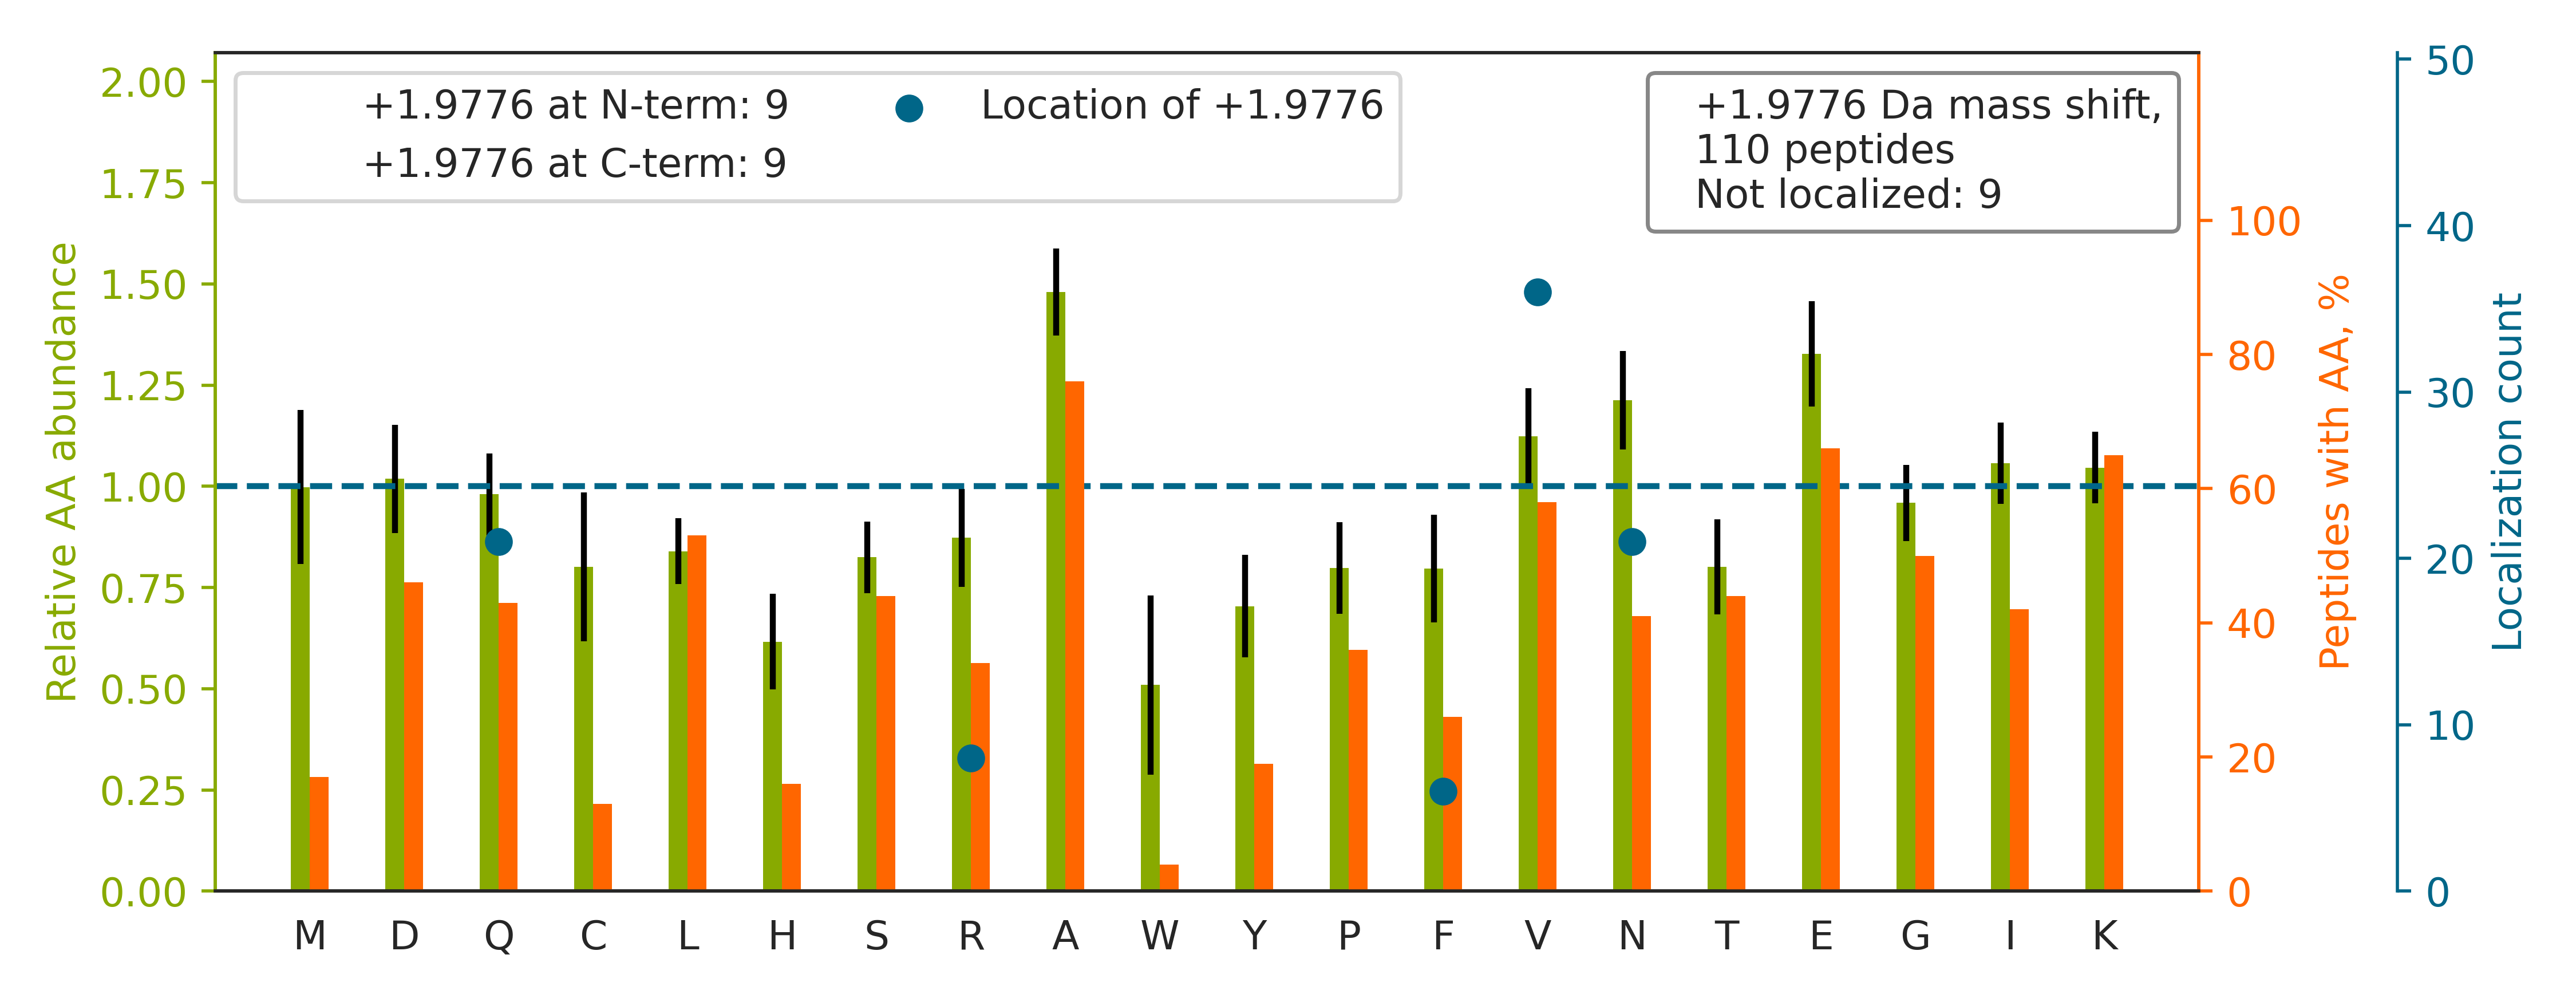 +1.9776 at N-term: 9
+1.9776 at C-term: 9
Location of +1.9776
+1.9776 Da mass shift,
110 peptides
Not localized: 9
Relative AA abundance
2.00
1.75
1.50
1.25
1.00
0.75
0.50
0.25
0.00
M D Q C L H S R A W Y P F V N T E G I K
100
80
60
40
20
0
Peptides with AA, %
50
40
30
20
10
0
Localization count